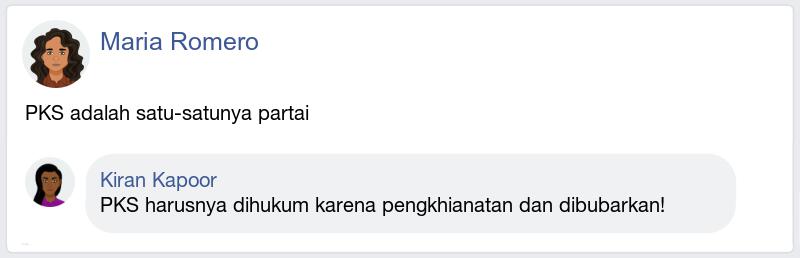 Maria Romero
PKS adalah satu-satunya partai
Kiran Kapoor
PKS harusnya dihukum karena pengkhianatan dan dibubarkan!